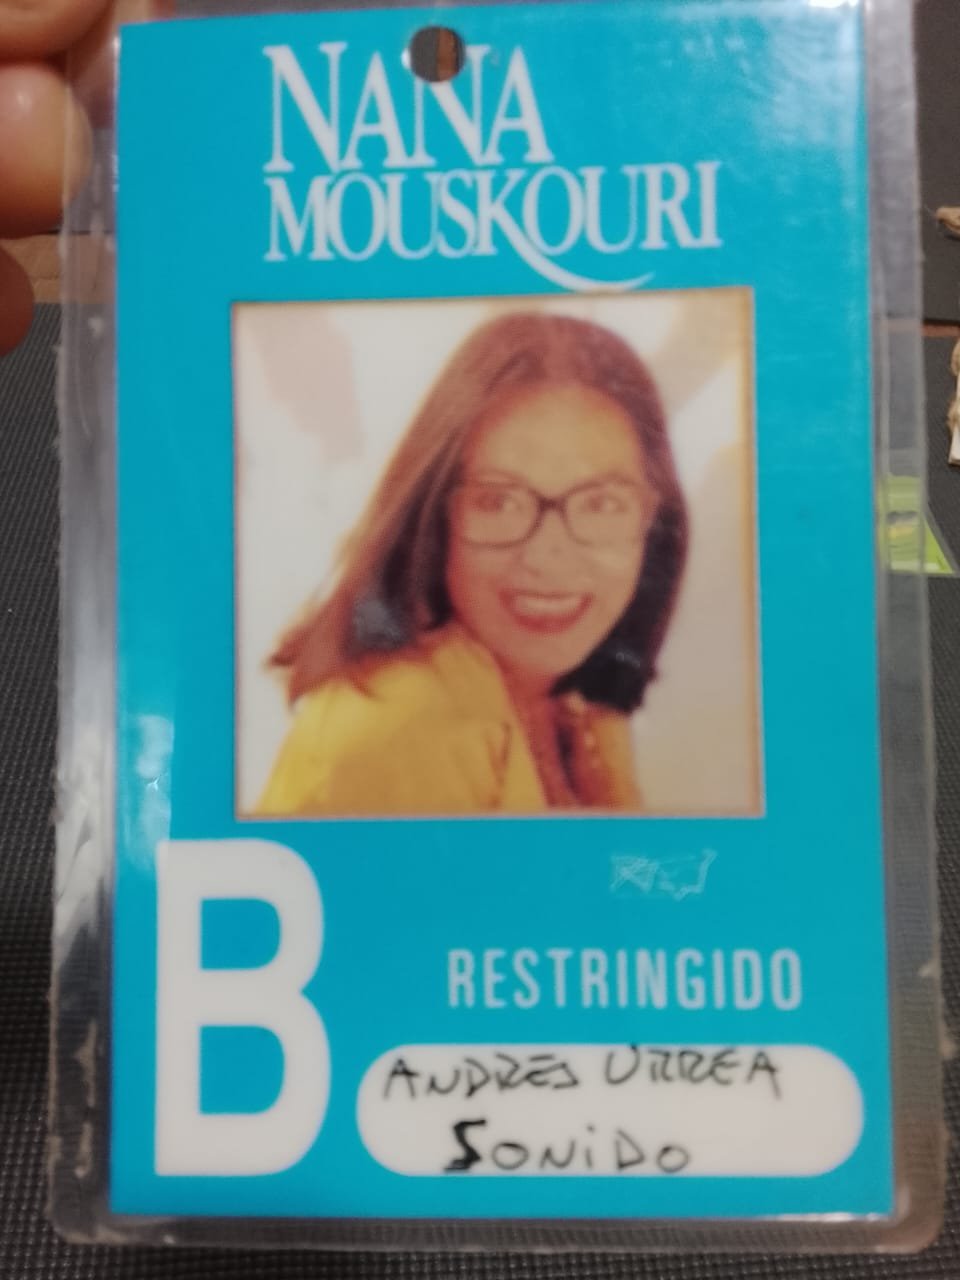 NANA
MOUSKOURI
B
RESTRINGIDO
ANDRES URREA
SONIDO